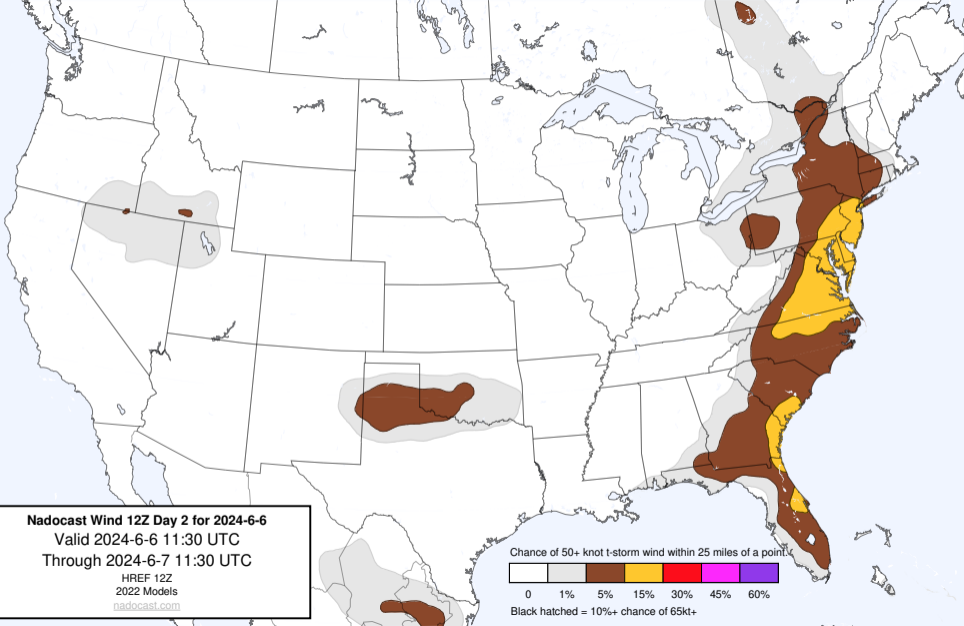 Nadocast Wind 12Z Day 2 for 2024-6-6
Valid 2024-6-6 11:30 UTC
Through 2024-6-7 11:30 UTC
HREF 12Z
2022 Models
nadocast.com
Chance of 50+ knot t-storm wind within 25 miles of a point.
0 1% 5% 15% 30% 45% 60%
Black hatched = 10%+ chance of 65kt+